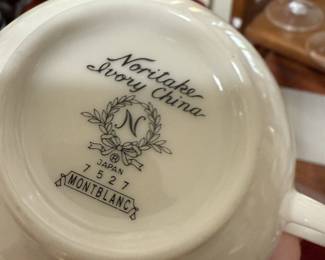 Noritake
Ivory China
N
®
JAPAN
7527
MONTBLANC